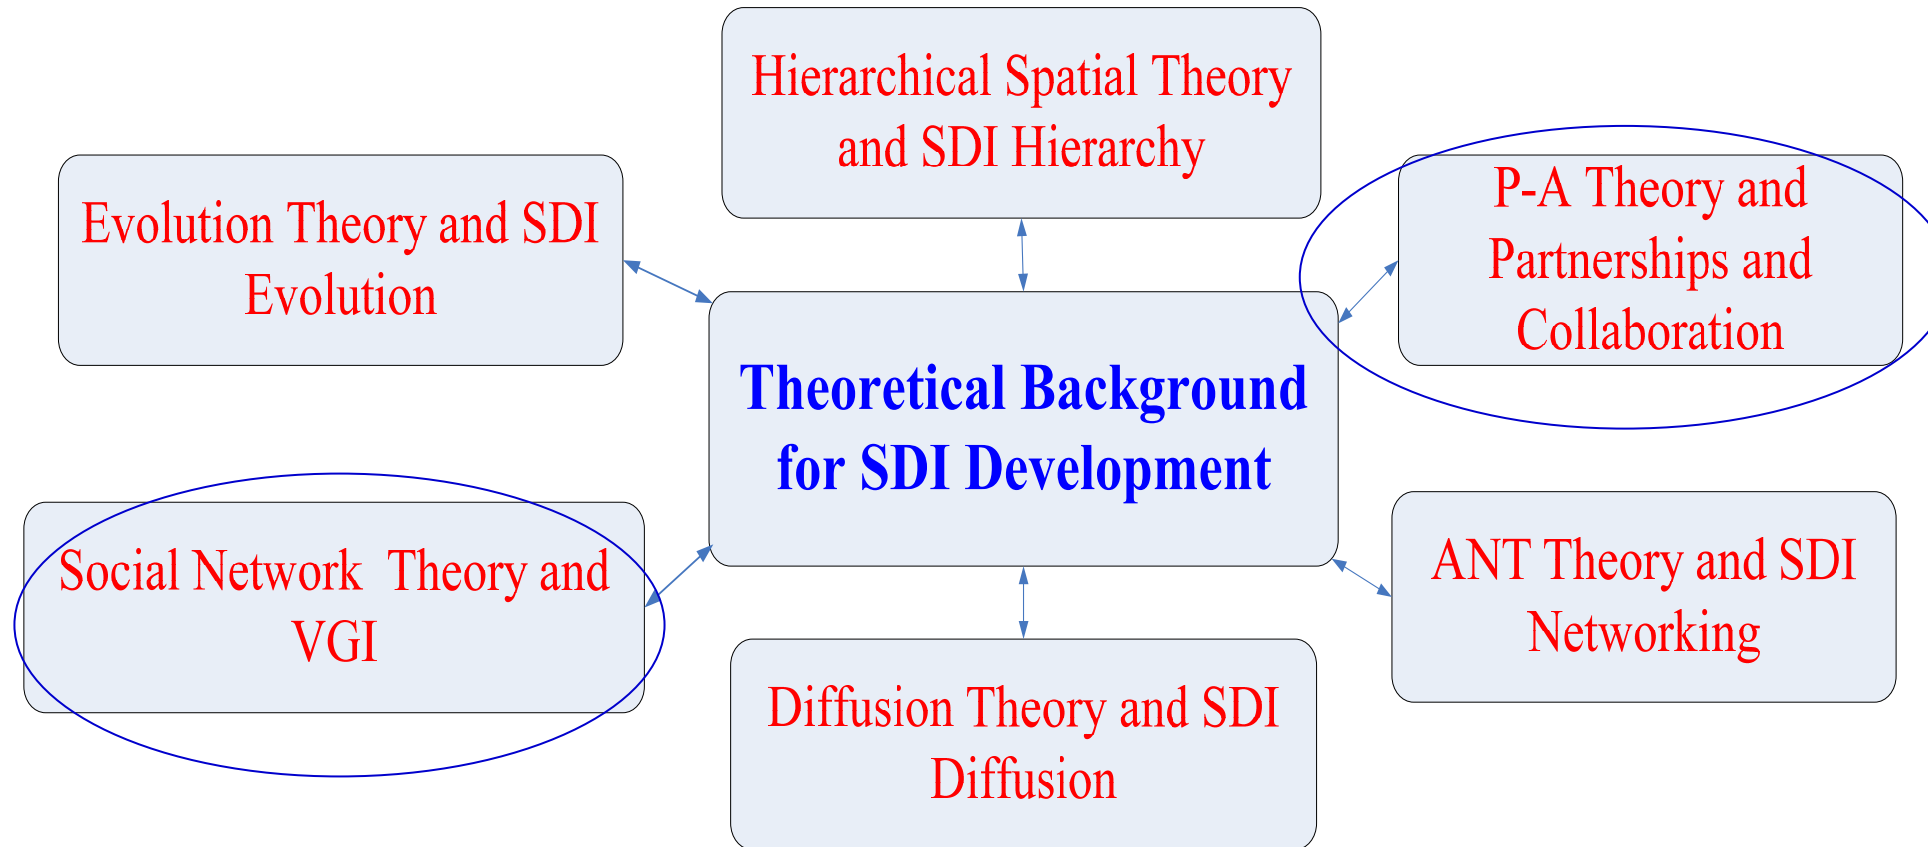 Hierarchical Spatial Theory
and SDI Hierarchy
Evolution Theory and SDI
Evolution
P-A Theory and
Partnerships and
Collaboration
Theoretical Background
for SDI Development
Social Network  Theory and
VGI
ANT Theory and SDI
Networking
Diffusion Theory and SDI
Diffusion